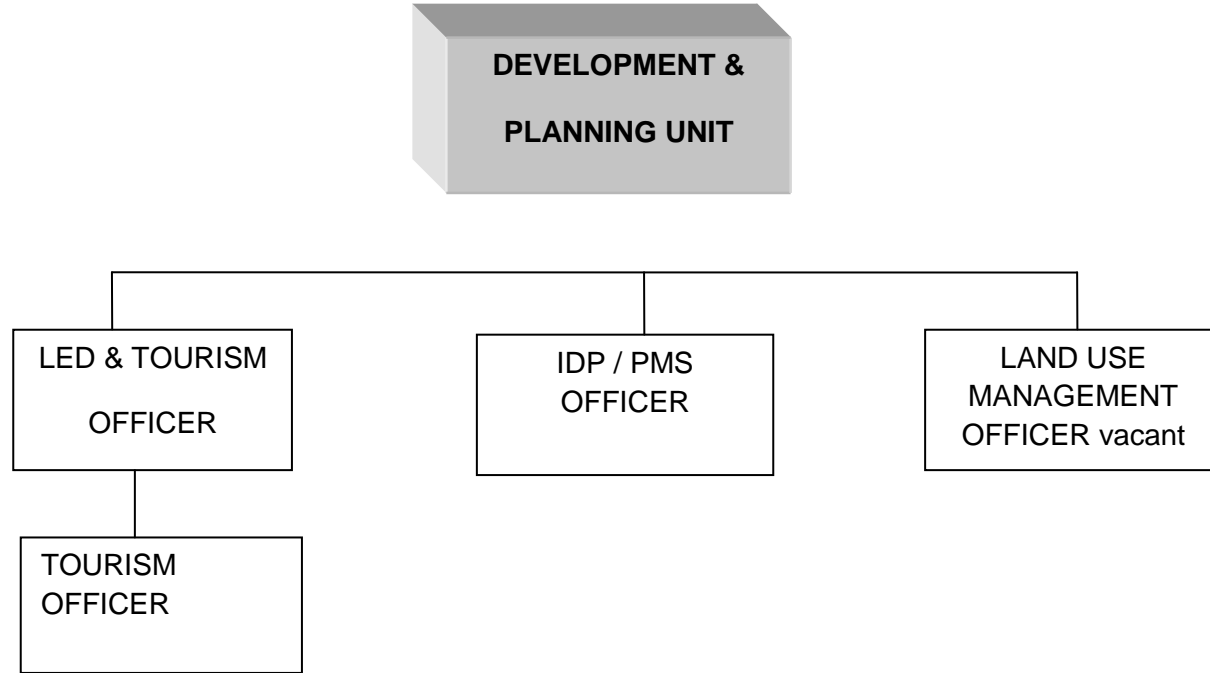 DEVELOPMENT &
PLANNING UNIT
LED & TOURISM
OFFICER
IDP / PMS
OFFICER
LAND USE
MANAGEMENT
OFFICER vacant
TOURISM
OFFICER